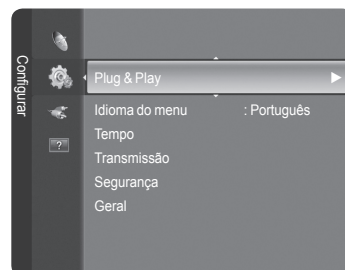 Configurar
Plug & Play
Idioma do menu : Português
Tempo
Transmissão
Segurança
Geral
?